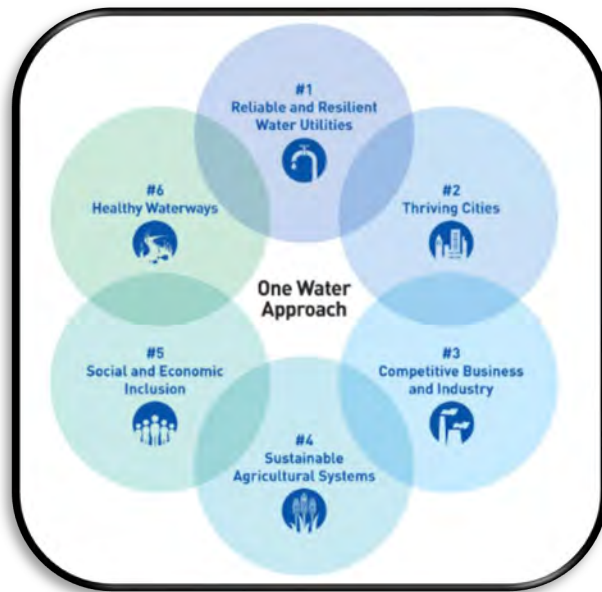 #1
Reliable and Resilient
Water Utilities
#2
Thriving Cities
#3
Competitive Business
and Industry
#4
Sustainable
Agricultural Systems
#5
Social and Economic
Inclusion
#6
Healthy Waterways
One Water
Approach